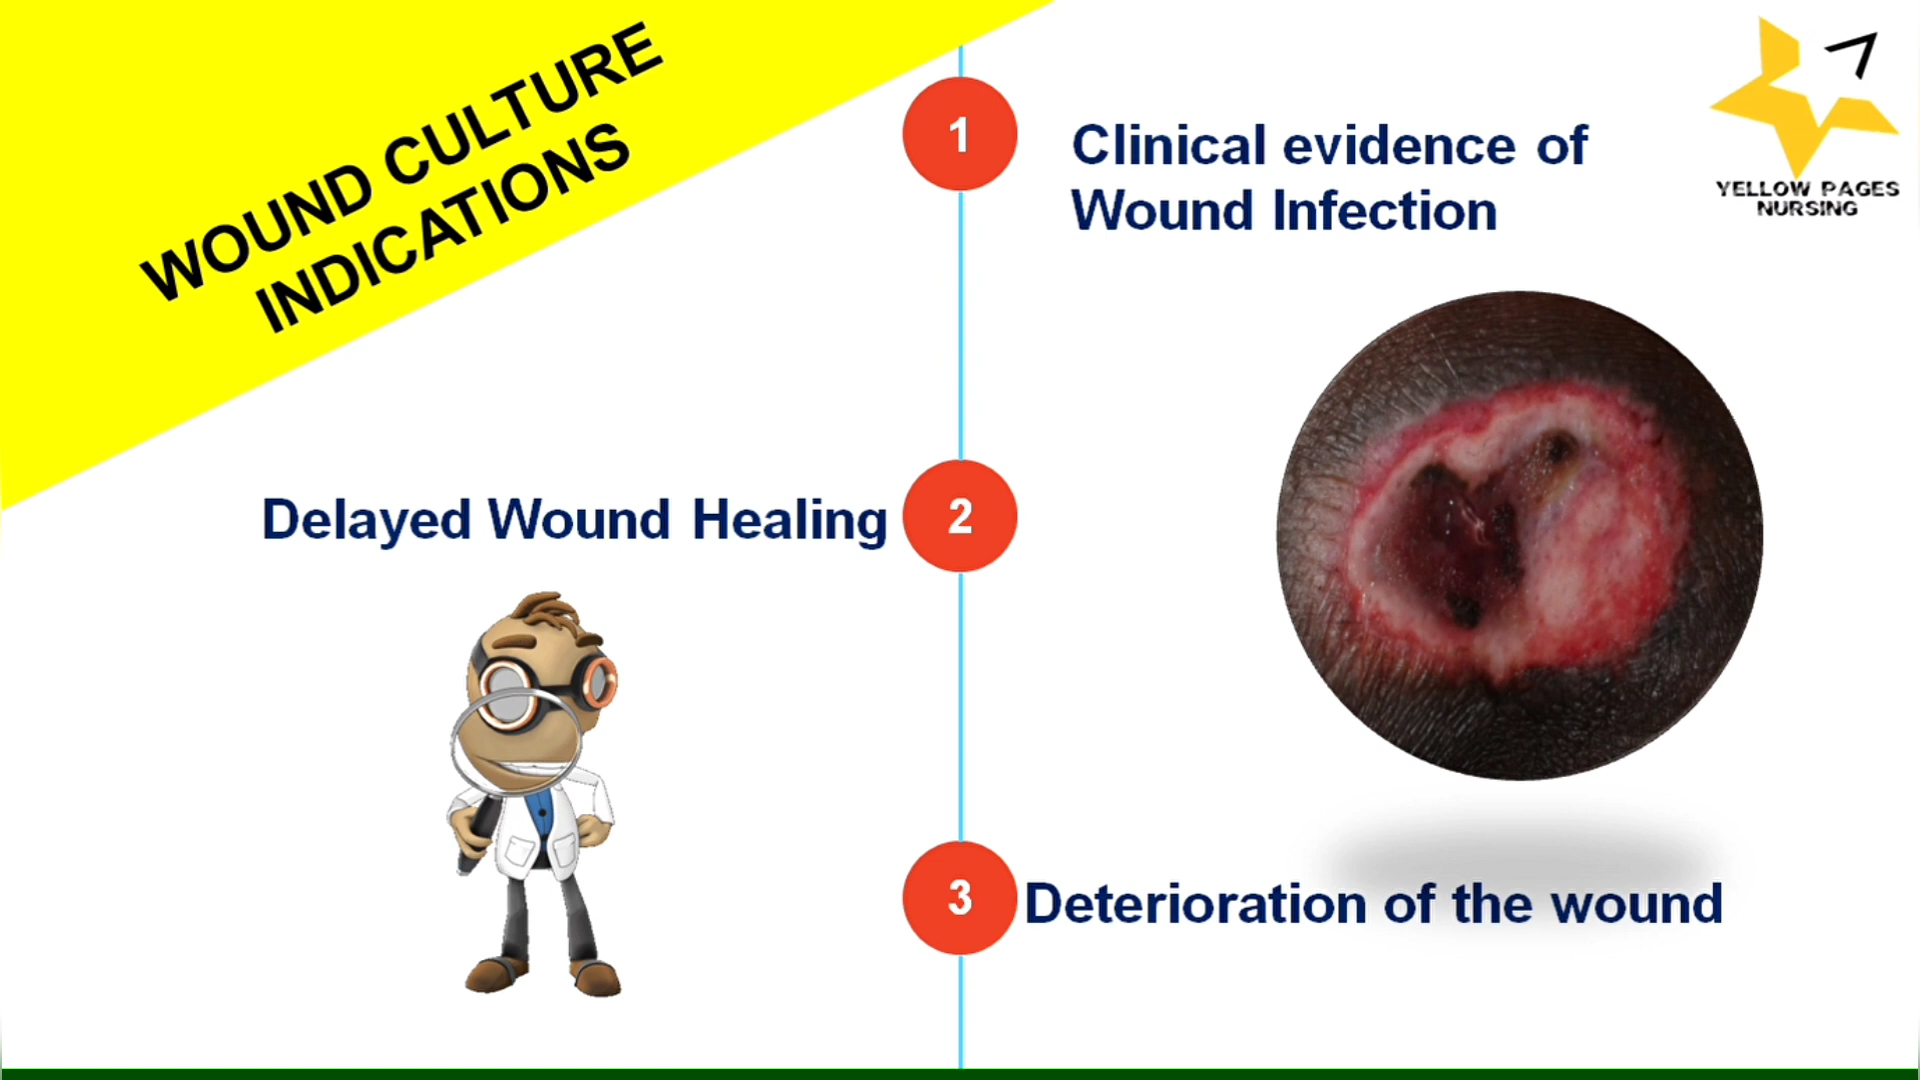 WOUND CULTURE
INDICATIONS
1
Clinical evidence of
Wound Infection
YELLOW PAGES
NURSING
Delayed Wound Healing
2
3
Deterioration of the wound